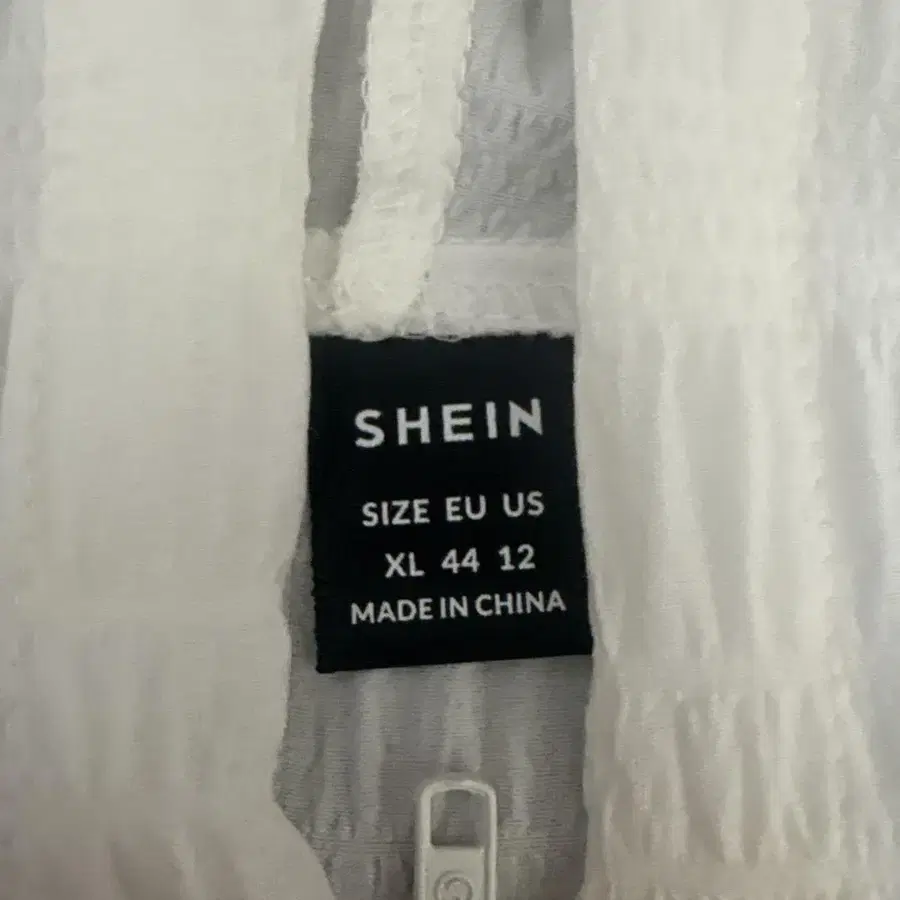 SHEIN
SIZE EU US
XL 44 12
MADE IN CHINA